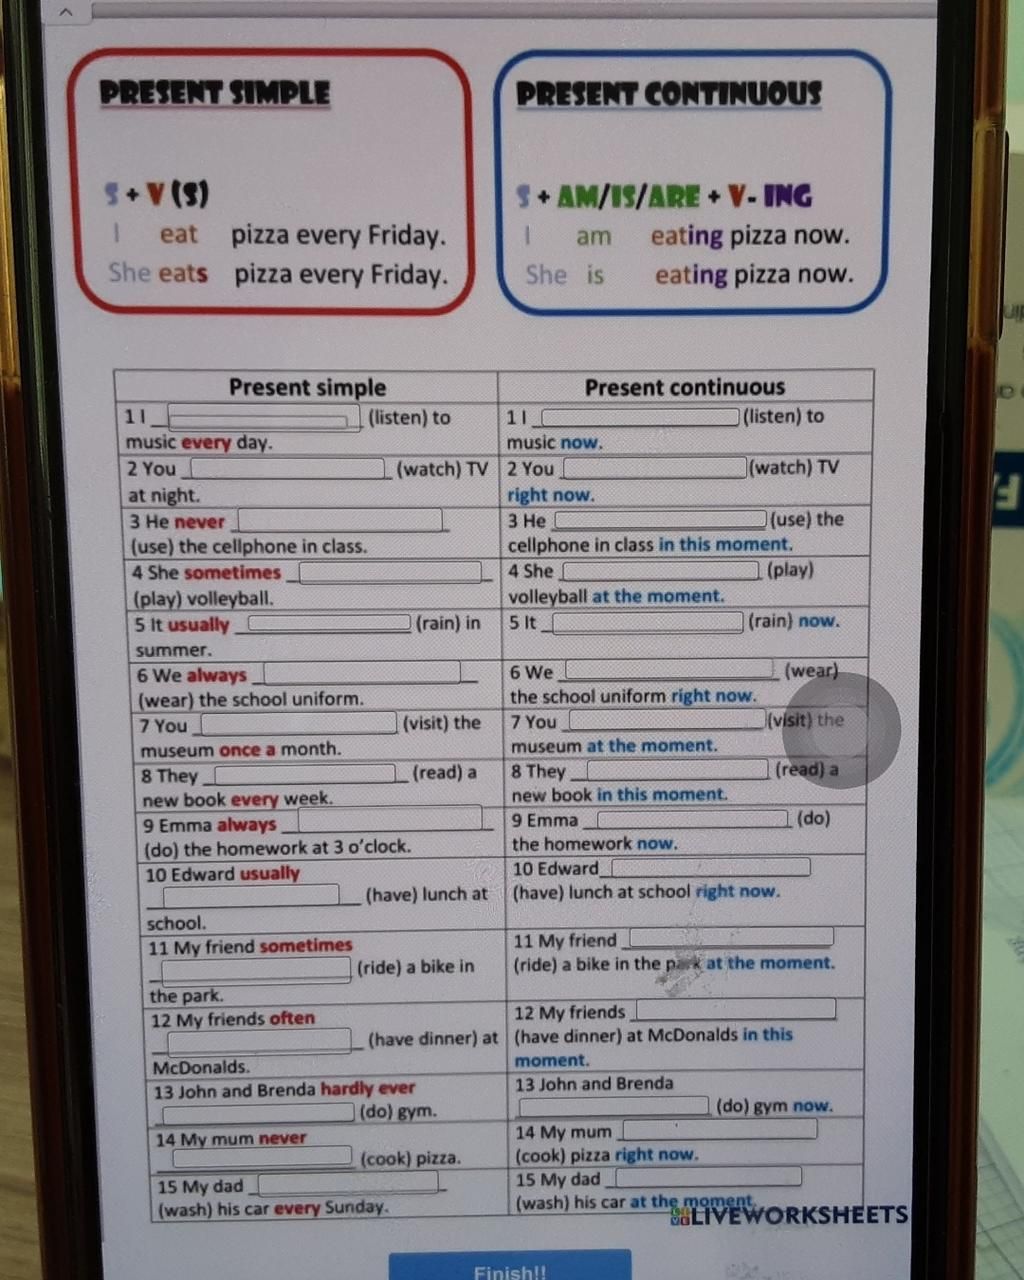 PRESENT SIMPLE
S + V (S)
I eat pizza every Friday.
She eats pizza every Friday.
PRESENT CONTINUOUS
S + AM/IS/ARE + V- ING
I am eating pizza now.
She is eating pizza now.
Present simple
1 I (listen) to
music every day.
2 You (watch) TV
at night.
3 He never
(use) the cellphone in class.
4 She sometimes
(play) volleyball.
5 It usually (rain) in
summer.
6 We always
(wear) the school uniform.
7 You (visit) the
museum once a month.
8 They (read) a
new book every week.
9 Emma always
(do) the homework at 3 o'clock.
10 Edward usually
(have) lunch at
school.
11 My friend sometimes
(ride) a bike in
the park.
12 My friends often
(have dinner) at
McDonalds.
13 John and Brenda hardly ever
(do) gym.
14 My mum never
(cook) pizza.
15 My dad
(wash) his car every Sunday.
Present continuous
1 I (listen) to
music now.
2 You (watch) TV
right now.
3 He (use) the
cellphone in class in this moment.
4 She (play)
volleyball at the moment.
5 It (rain) now.
6 We (wear)
the school uniform right now.
7 You (visit) the
museum at the moment.
8 They (read) a
new book in this moment.
9 Emma (do)
the homework now.
10 Edward
(have) lunch at school right now.
11 My friend
(ride) a bike in the park at the moment.
12 My friends
(have dinner) at McDonalds in this
moment.
13 John and Brenda
(do) gym now.
14 My mum
(cook) pizza right now.
15 My dad
(wash) his car at the moment.
LIVEWORKSHEETS
Finish!!